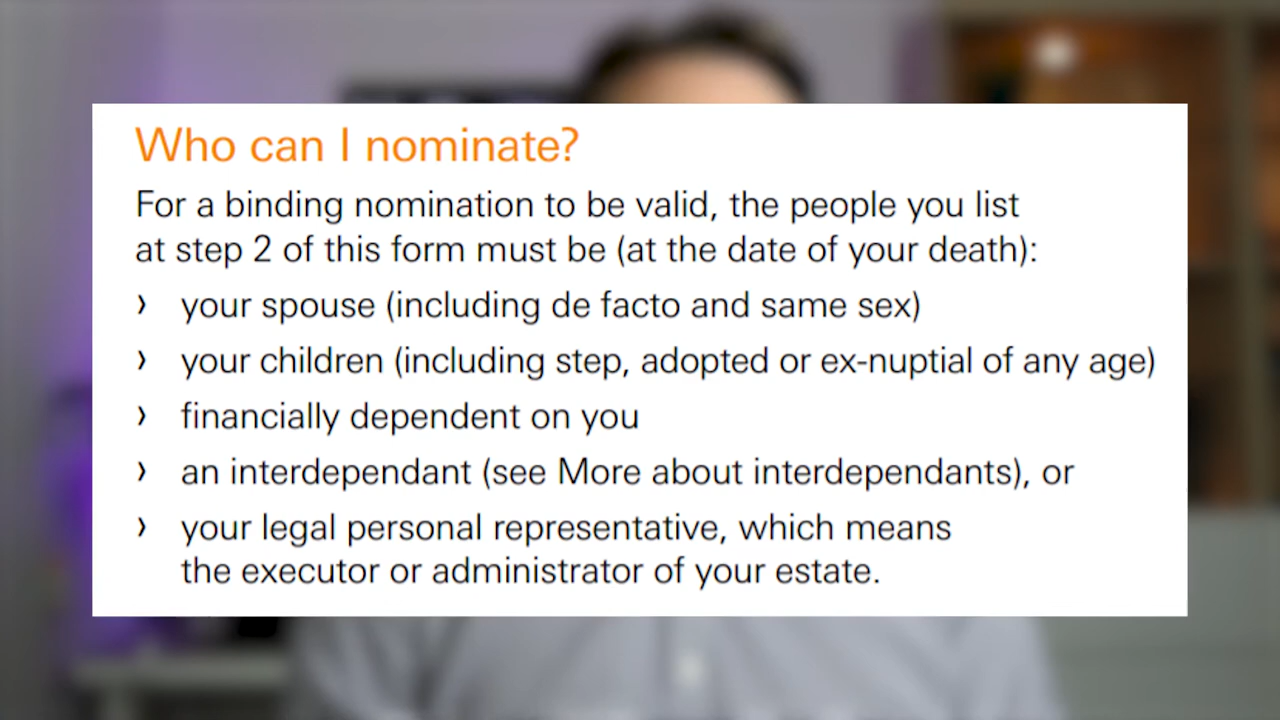 Who can I nominate?
For a binding nomination to be valid, the people you list
at step 2 of this form must be (at the date of your death):
› your spouse (including de facto and same sex)
› your children (including step, adopted or ex-nuptial of any age)
› financially dependent on you
› an interdependant (see More about interdependants), or
› your legal personal representative, which means
the executor or administrator of your estate.